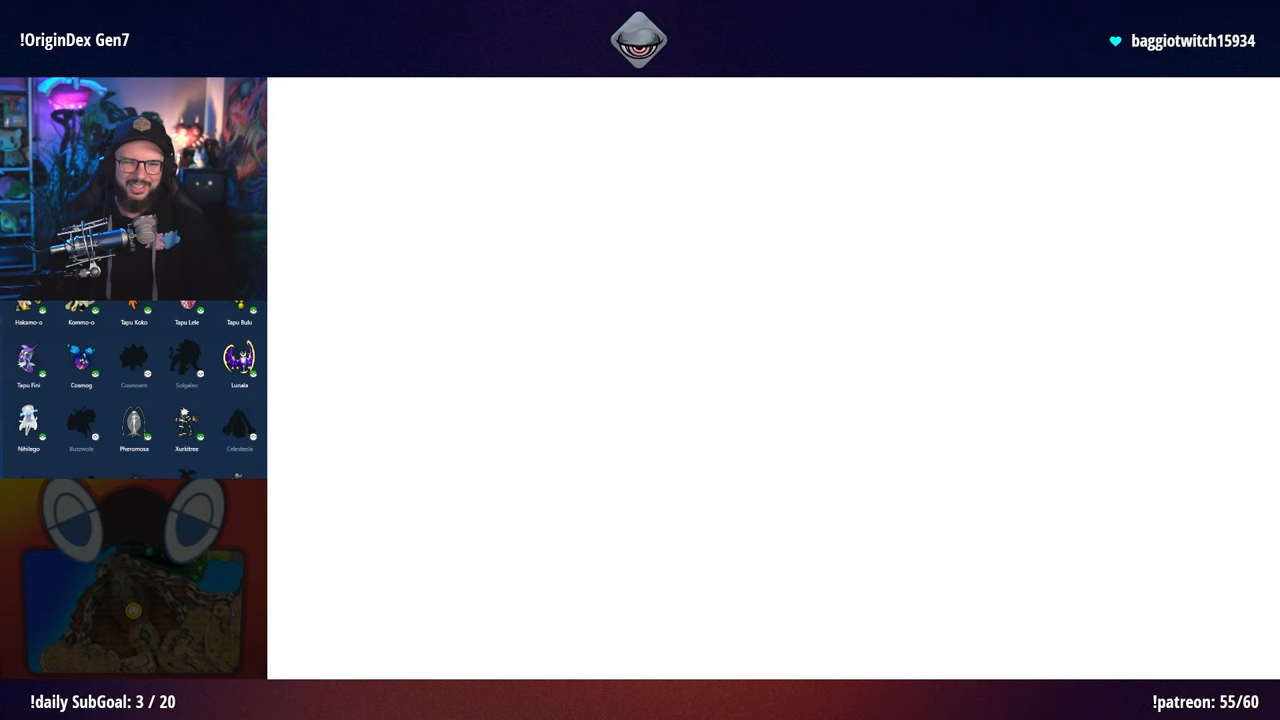 !OriginDex Gen7
baggiotwitch15934
Hakamo-o Kommo-o Tapu Koko Tapu Lele Tapu Bulu
Tapu Fini Cosmog Cosmoem Solgaleo Lunala
Nihilego Buzzwole Pheromosa Xurkitree Celesteela
!daily SubGoal: 3 / 20
!patreon: 55/60